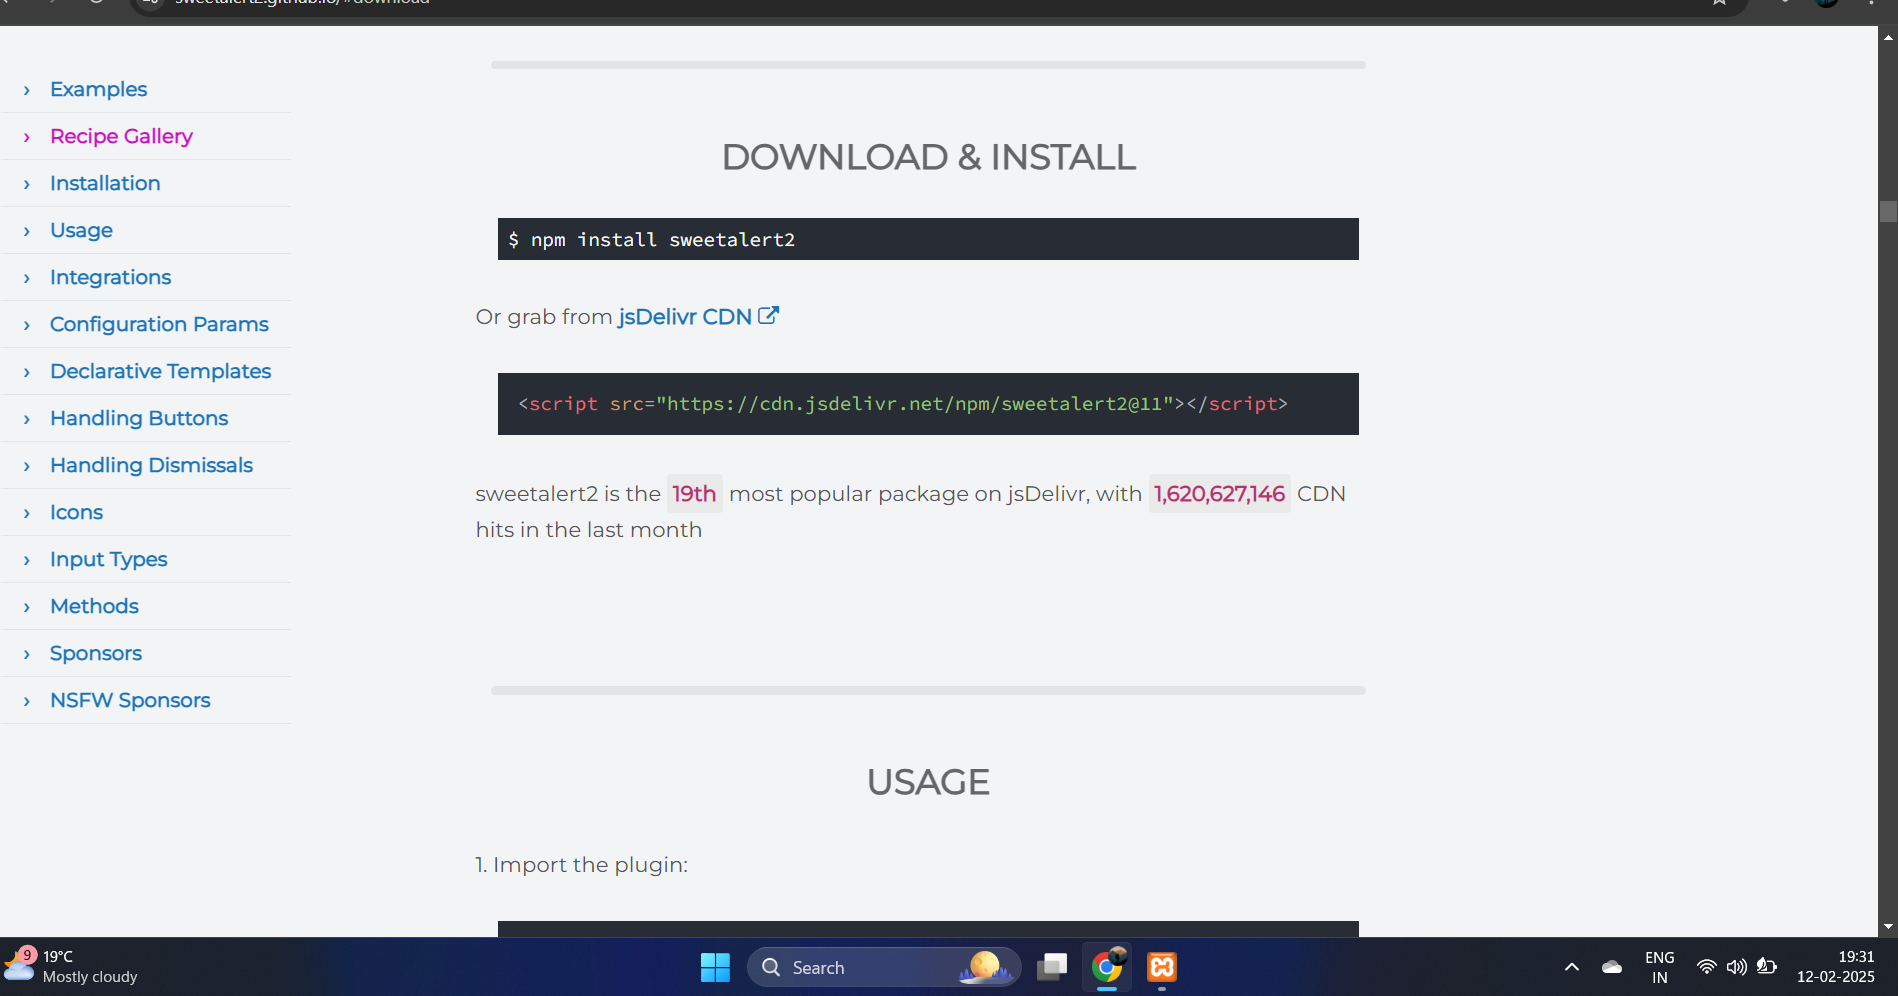 sweetalert2.github.io/#download
Examples
Recipe Gallery
Installation
Usage
Integrations
Configuration Params
Declarative Templates
Handling Buttons
Handling Dismissals
Icons
Input Types
Methods
Sponsors
NSFW Sponsors
DOWNLOAD & INSTALL
$ npm install sweetalert2
Or grab from jsDelivr CDN
<script src="https://cdn.jsdelivr.net/npm/sweetalert2@11"></script>
sweetalert2 is the 19th most popular package on jsDelivr, with 1,620,627,146 CDN
hits in the last month
USAGE
1. Import the plugin:
9
19°C
Mostly cloudy
Search
ENG
IN
19:31
12-02-2025